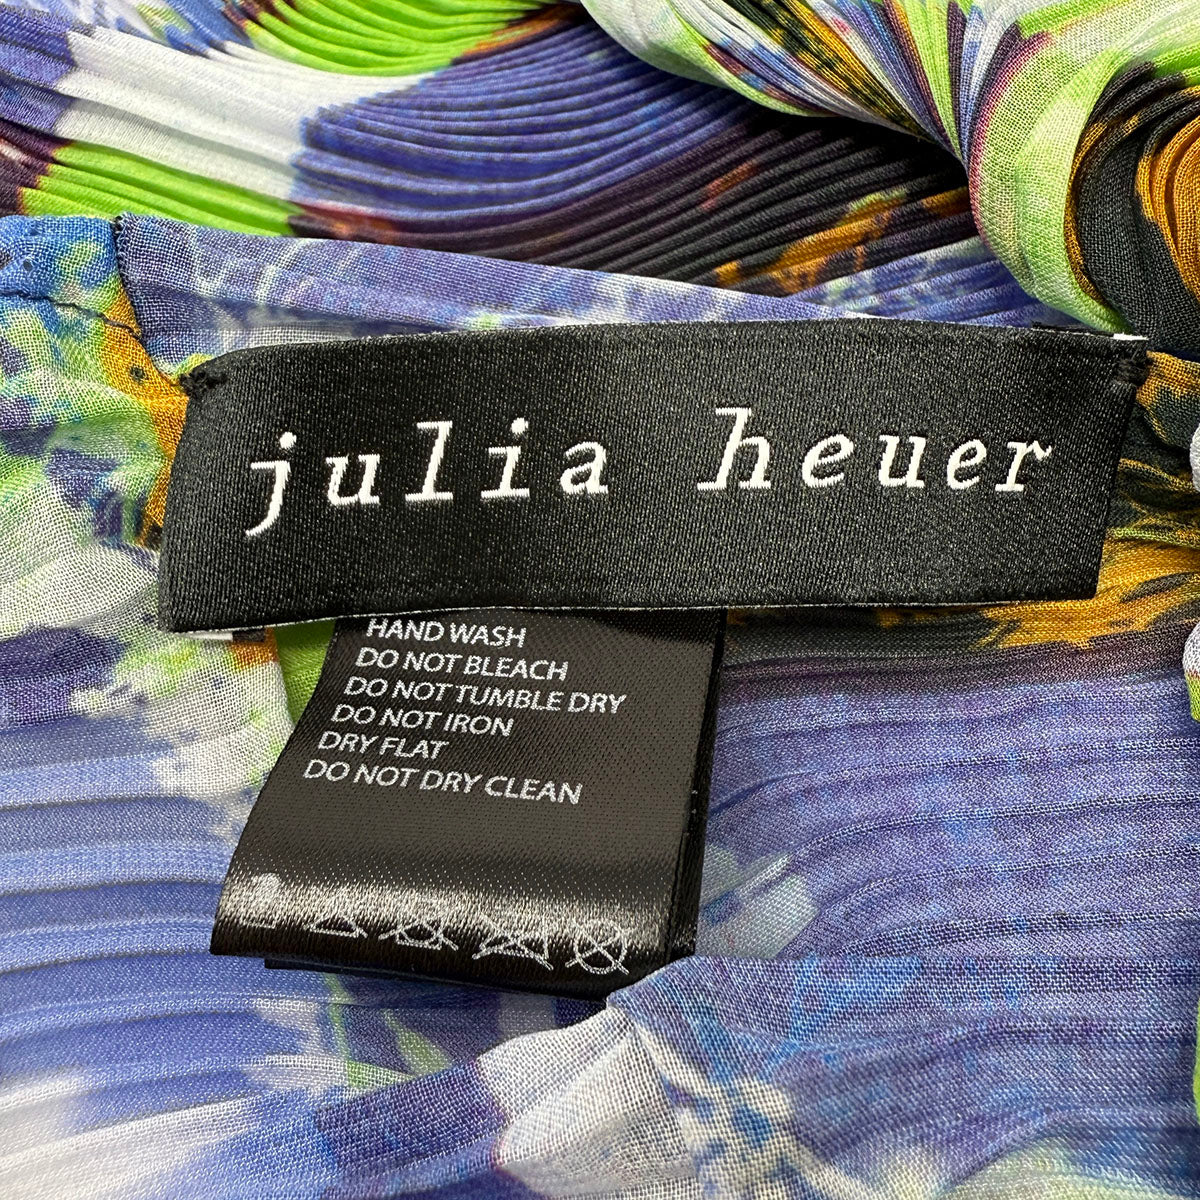 julia heuer
HAND WASH
DO NOT BLEACH
DO NOT TUMBLE DRY
DO NOT IRON
DRY FLAT
DO NOT DRY CLEAN